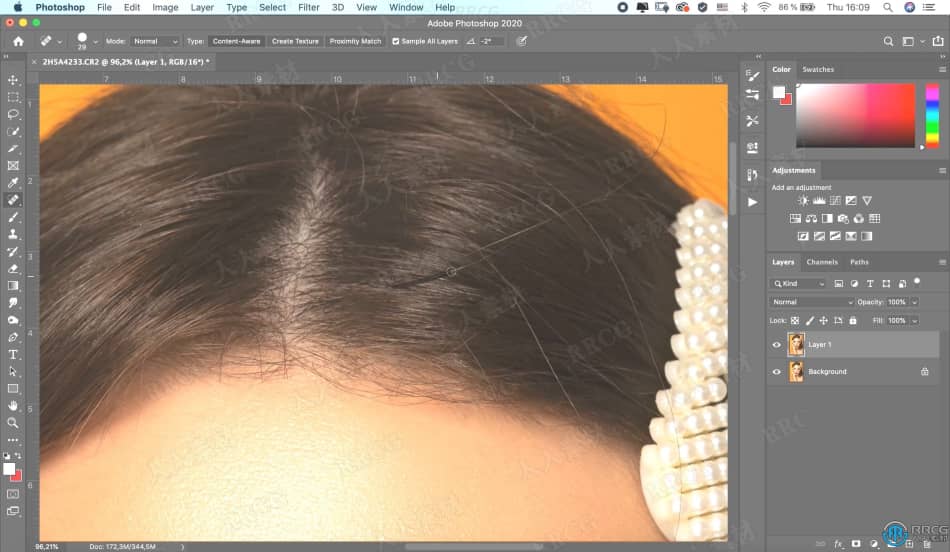 Photoshop File Edit Image Layer Type Select Filter 3D View Window Help 86 % Thu 16:09
Adobe Photoshop 2020
29 Mode: Normal Type: Content-Aware Create Texture Proximity Match Sample All Layers -2°
2H5A4233.CR2 @ 96,2% (Layer 1, RGB/16*) *
7 8 9 10 11 12 13 14 15
1
2
3
4
5
6
Color Swatches
Adjustments
Add an adjustment
Layers Channels Paths
Kind
Normal Opacity: 100%
Lock: Fill: 100%
Layer 1
Background
fx
96,21% Doc: 172,3M/344,5M
RRCG
人人素材